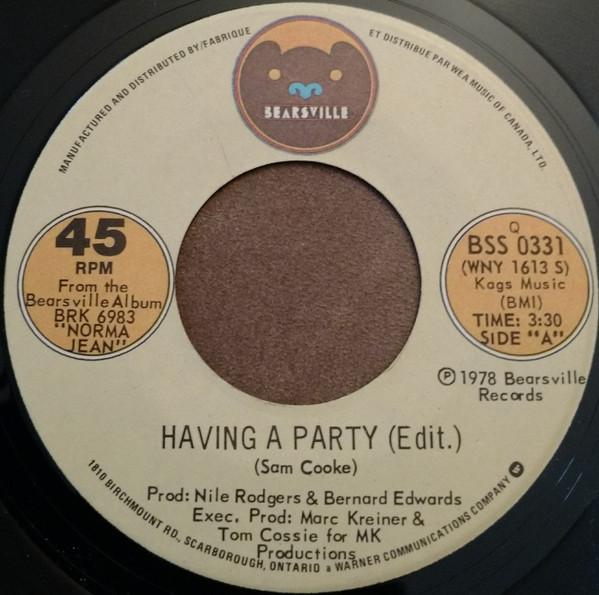 MANUFACTURED AND DISTRIBUTED BY/FABRIQUE ET DISTRIBUE PAR WEA MUSIC OF CANADA, LTD.
BEARSVILLE
45
RPM
From the
Bearsville Album
BRK 6983
"NORMA
JEAN"
Q
BSS 0331
(WNY 1613 S)
Kags Music
(BMI)
TIME: 3:30
SIDE "A"
Ⓟ 1978 Bearsville
Records
HAVING A PARTY (Edit.)
(Sam Cooke)
Prod: Nile Rodgers & Bernard Edwards
Exec. Prod: Marc Kreiner &
Tom Cossie for MK
Productions
1810 BIRCHMOUNT RD., SCARBOROUGH, ONTARIO a WARNER COMMUNICATIONS COMPANY